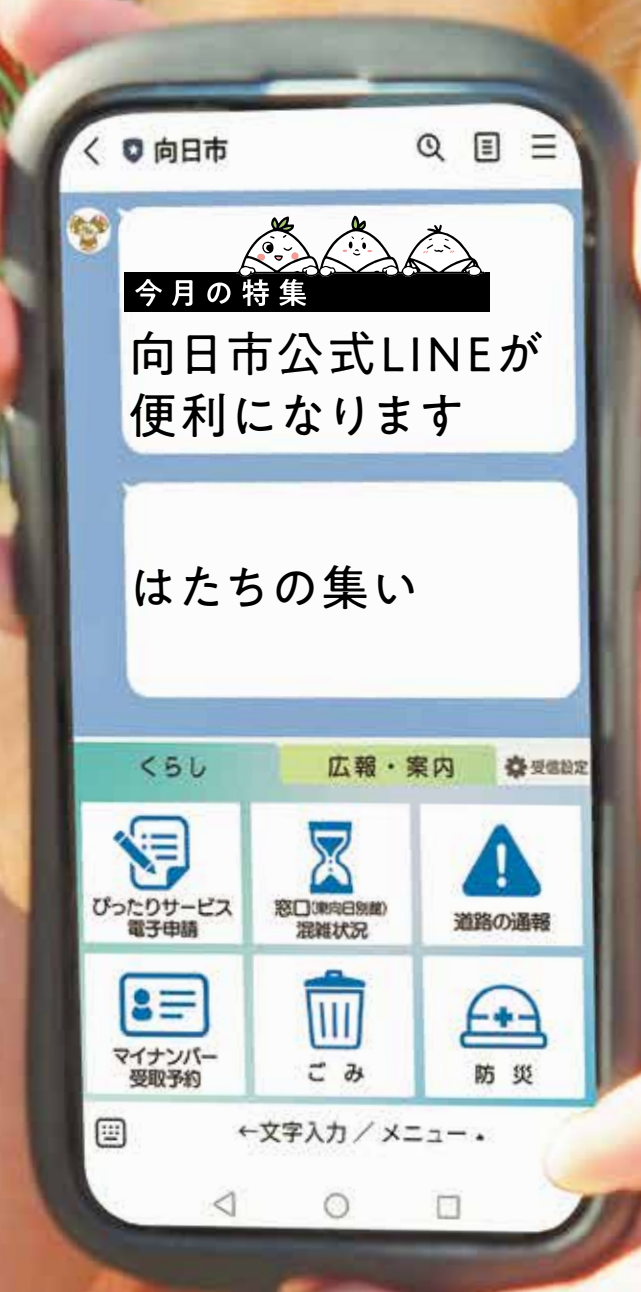 向日市
今月の特集
向日市公式LINEが
便利になります
はたちの集い
くらし
広報・案内
受信設定
ぴったりサービス
電子申請
窓口(東向日別館)
混雑状況
道路の通報
マイナンバー
受取予約
ごみ
防災
←文字入力／メニュー▲